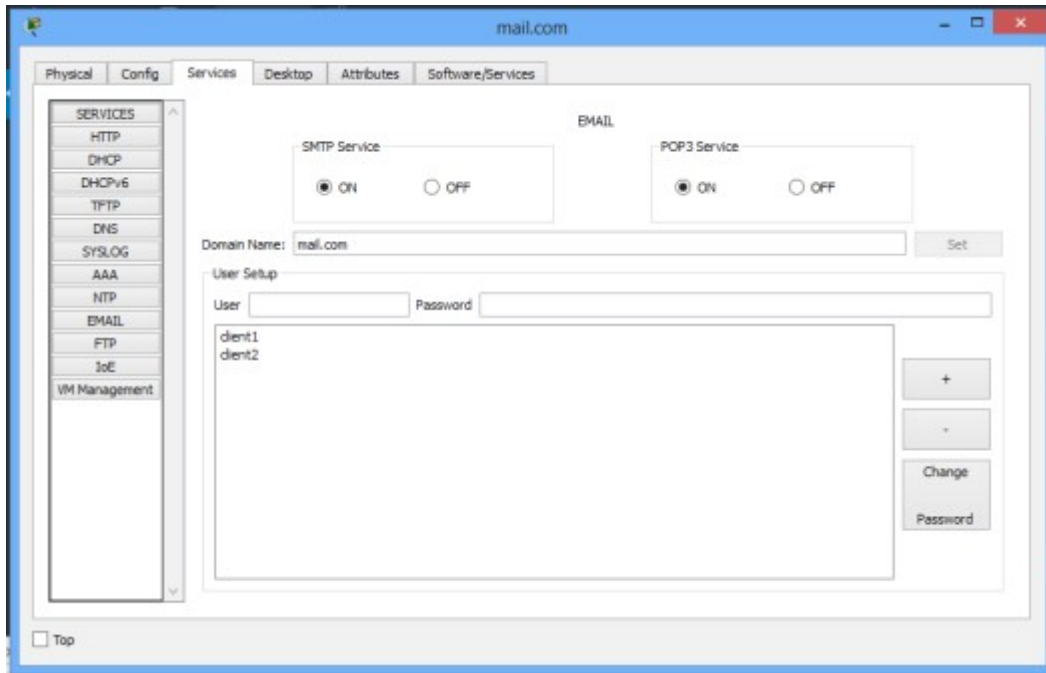 mail.com
Physical Config Services Desktop Attributes Software/Services
SERVICES
HTTP
DHCP
DHCPv6
TFTP
DNS
SYSLOG
AAA
NTP
EMAIL
FTP
IoE
VM Management
EMAIL
SMTP Service
ON OFF
POP3 Service
ON OFF
Domain Name: mail.com Set
User Setup
User Password
client1
client2
+
-
Change
Password
Top